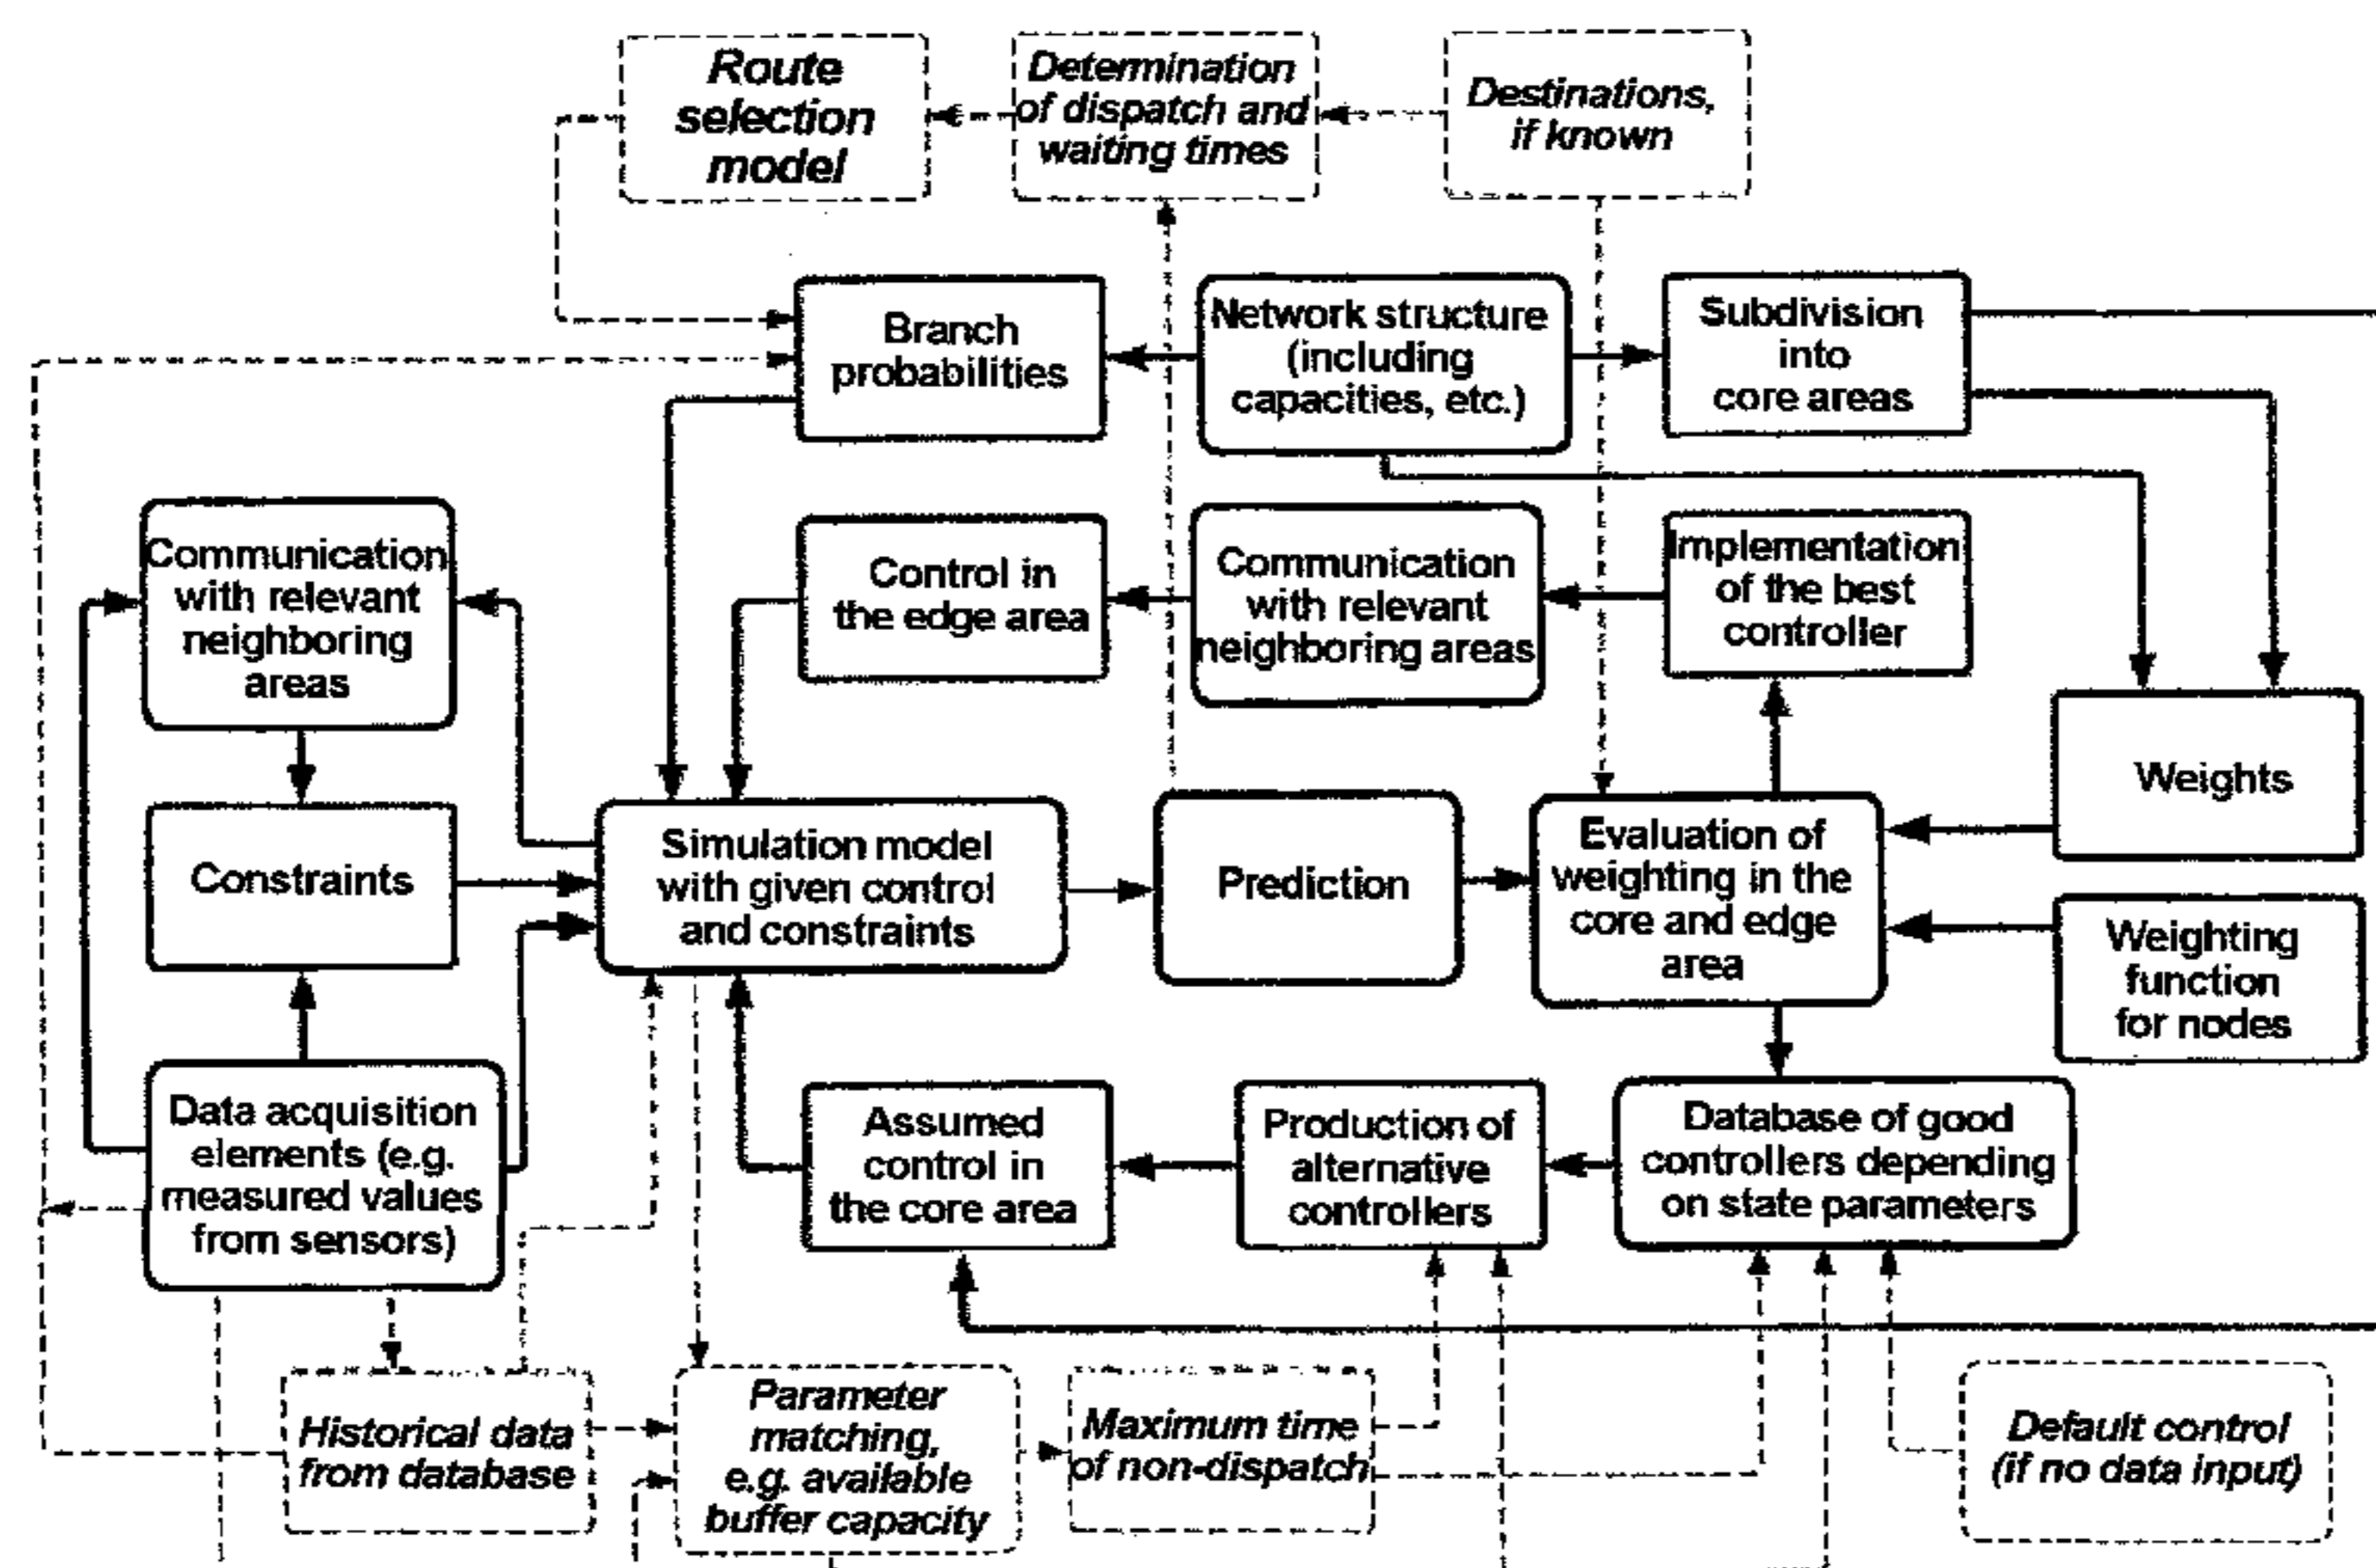 Route
selection
model
Determination
of dispatch and
waiting times
Destinations,
if known
Branch
probabilities
Network structure
(including
capacities, etc.)
Subdivision
into
core areas
Communication
with relevant
neighboring
areas
Control in
the edge area
Communication
with relevant
neighboring areas
Implementation
of the best
controller
Weights
Constraints
Simulation model
with given control
and constraints
Prediction
Evaluation of
weighting in the
core and edge
area
Weighting
function
for nodes
Data acquisition
elements (e.g.
measured values
from sensors)
Assumed
control in
the core area
Production of
alternative
controllers
Database of good
controllers depending
on state parameters
Historical data
from database
Parameter
matching,
e.g. available
buffer capacity
Maximum time
of non-dispatch
Default control
(if no data input)